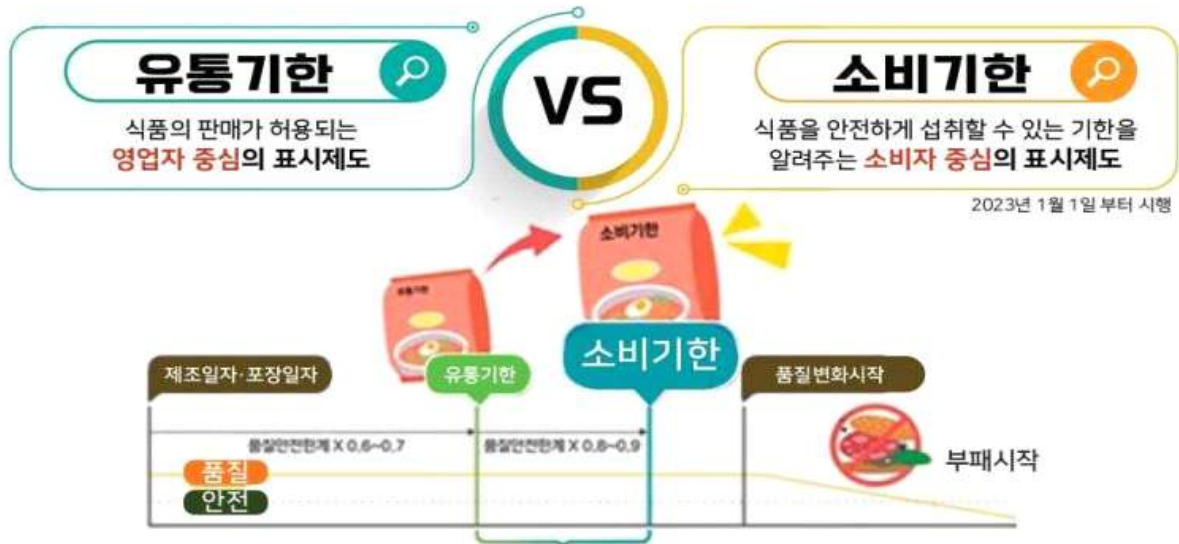 유통기한
VS
소비기한
식품의 판매가 허용되는
영업자 중심의 표시제도
식품을 안전하게 섭취할 수 있는 기한을
알려주는 소비자 중심의 표시제도
2023년 1월 1일 부터 시행
소비기한
유통기한
제조일자·포장일자
유통기한
소비기한
품질변화시작
품질안전한계 X 0.6~0.7
품질안전한계 X 0.8~0.9
품질
안전
부패시작